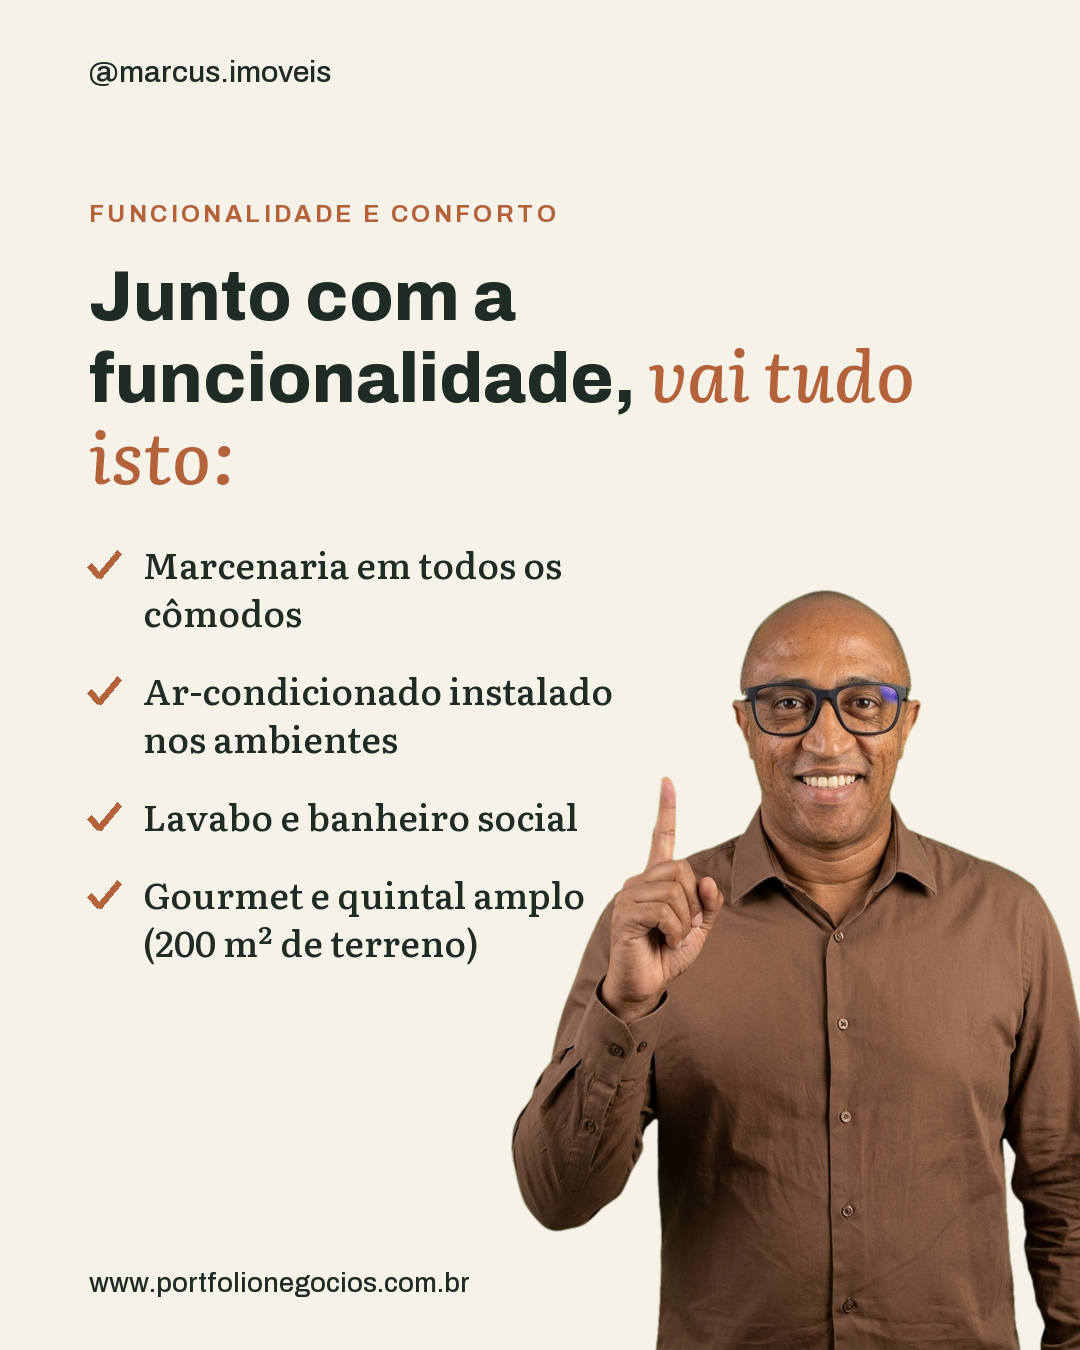 @marcus.imoveis
FUNCIONALIDADE E CONFORTO
Junto com a
funcionalidade, vai tudo
isto:
Marcenaria em todos os
cômodos
Ar-condicionado instalado
nos ambientes
Lavabo e banheiro social
Gourmet e quintal amplo
(200 m² de terreno)
www.portfolionegocios.com.br